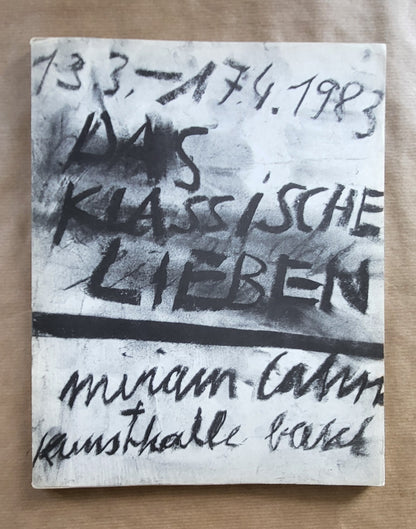 13.3.–17.4.1983
DAS
KLASSISCHE
LIEBEN
miriam cahn
kunsthalle basel